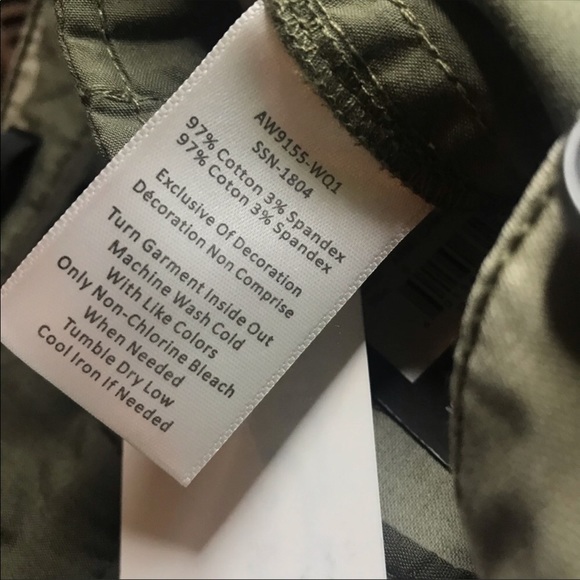 AW9155-WQ1
SSN-1804
97% Cotton 3% Spandex
97% Coton 3% Spandex
Exclusive Of Decoration
Décoration Non Comprise
Turn Garment Inside Out
Machine Wash Cold
With Like Colors
Only Non-Chlorine Bleach
When Needed
Tumble Dry Low
Cool Iron If Needed